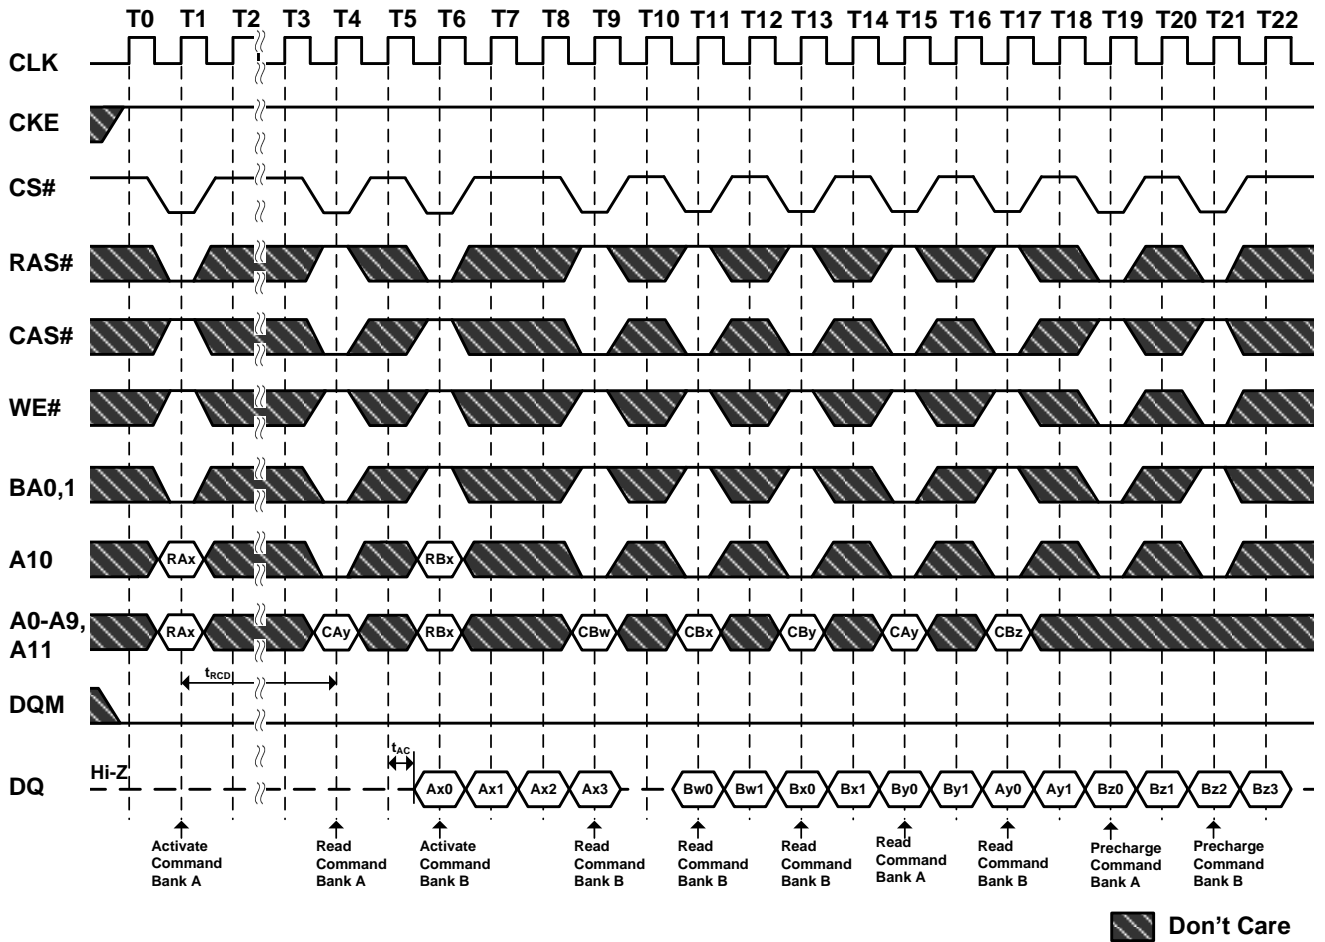 T0 T1 T2 T3 T4 T5 T6 T7 T8 T9 T10 T11 T12 T13 T14 T15 T16 T17 T18 T19 T20 T21 T22
CLK
CKE
CS#
RAS#
CAS#
WE#
BA0,1
A10 RAx RBx
A0-A9,
A11
RAx CAy RBx CBw CBx CBy CAy CBz
tRCD
DQM
tAC
Hi-Z
DQ Ax0 Ax1 Ax2 Ax3 Bw0 Bw1 Bx0 Bx1 By0 By1 Ay0 Ay1 Bz0 Bz1 Bz2 Bz3
Activate
Command
Bank A
Read
Command
Bank A
Activate
Command
Bank B
Read
Command
Bank B
Read
Command
Bank B
Read
Command
Bank B
Read
Command
Bank A
Read
Command
Bank B
Precharge
Command
Bank A
Precharge
Command
Bank B
Don't Care